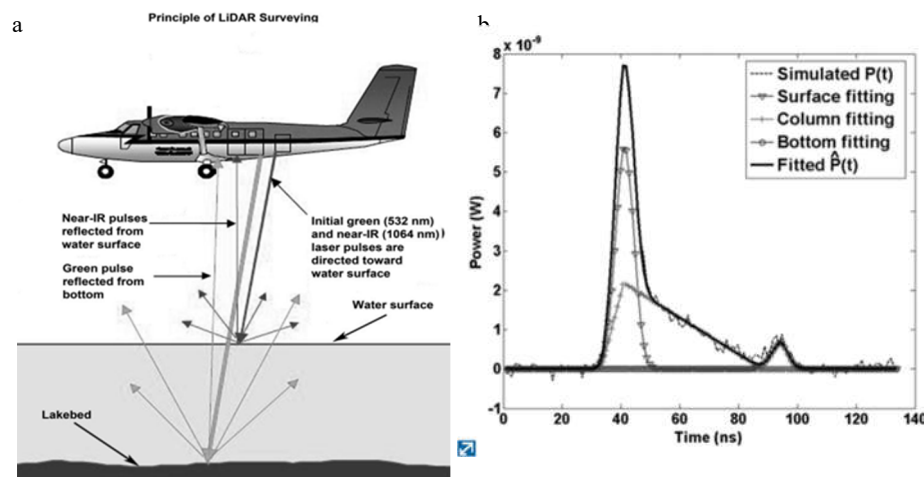 a
Principle of LiDAR Surveying
Near-IR pulses
reflected from
water surface
Green pulse
reflected from
bottom
Initial green (532 nm)
and near-IR (1064 nm)
laser pulses are
directed toward
water surface
Water surface
Lakebed
b
x 10⁻⁹
8
7
6
5
4
3
2
1
0
-1
Power (W)
Simulated P(t)
Surface fitting
Column fitting
Bottom fitting
Fitted P̂(t)
0 20 40 60 80 100 120 140
Time (ns)